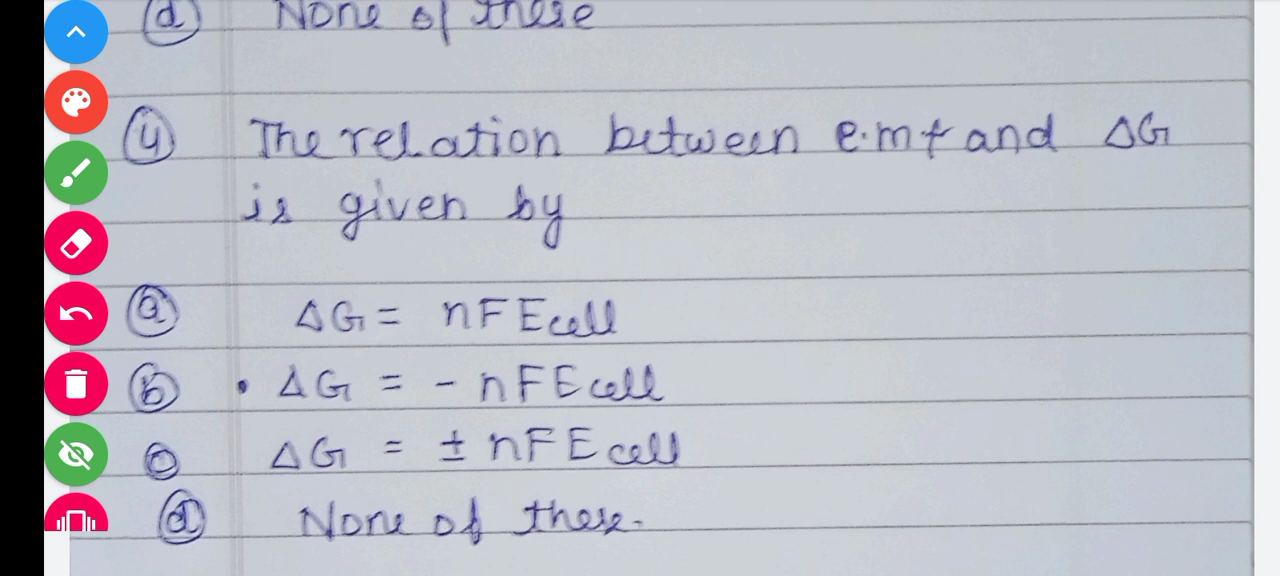 (d) None of these
(4) The relation between e.m.f and ΔG
is given by
(a) ΔG = nFEcell
(b) • ΔG = - nFEcell
(c) ΔG = ± nFEcell
(d) None of these.